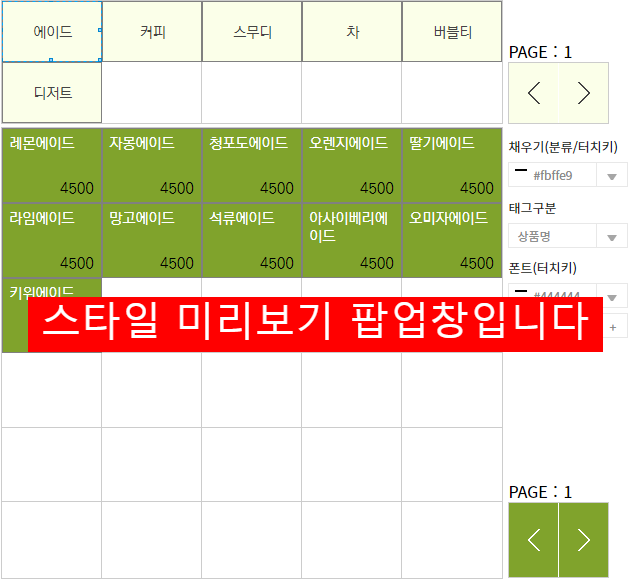 에이드
커피
스무디
차
버블티
디저트
PAGE : 1
채우기(분류/터치키)
#fbffe9
태그구분
상품명
폰트(터치키)
#444444
+
레몬에이드
4500
자몽에이드
4500
청포도에이드
4500
오렌지에이드
4500
딸기에이드
4500
라임에이드
4500
망고에이드
4500
석류에이드
4500
아사이베리에
이드
4500
오미자에이드
4500
키위에이드
스타일 미리보기 팝업창입니다
PAGE : 1